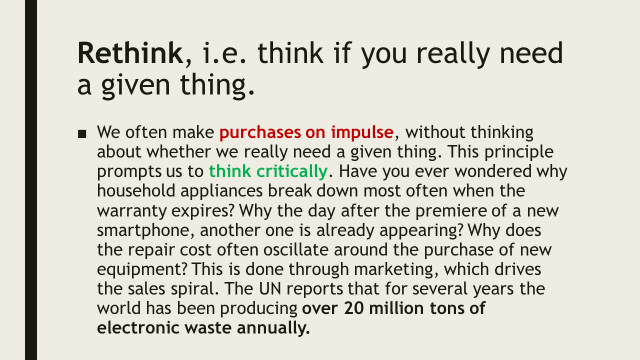 Rethink, i.e. think if you really need
a given thing.
■ We often make purchases on impulse, without thinking
about whether we really need a given thing. This principle
prompts us to think critically. Have you ever wondered why
household appliances break down most often when the
warranty expires? Why the day after the premiere of a new
smartphone, another one is already appearing? Why does
the repair cost often oscillate around the purchase of new
equipment? This is done through marketing, which drives
the sales spiral. The UN reports that for several years the
world has been producing over 20 million tons of
electronic waste annually.